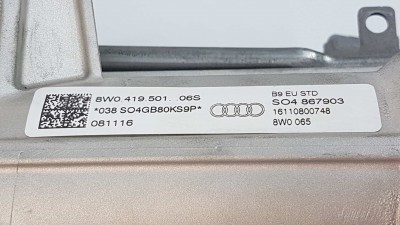 8W0.419.501. 06S
*038 SO4GB80KS9P*
081116
B9 EU STD
SO4 867903
16110800748
8W0 065